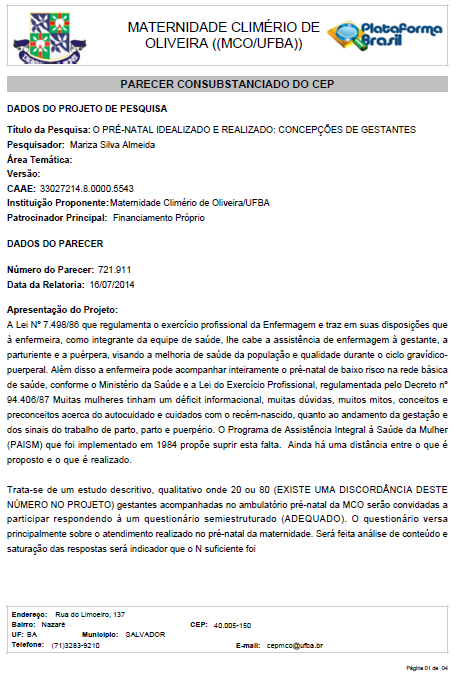 MATERNIDADE CLIMÉRIO DE
OLIVEIRA ((MCO/UFBA))
Plataforma
Brasil
PARECER CONSUBSTANCIADO DO CEP
DADOS DO PROJETO DE PESQUISA
Título da Pesquisa: O PRÉ-NATAL IDEALIZADO E REALIZADO: CONCEPÇÕES DE GESTANTES
Pesquisador: Mariza Silva Almeida
Área Temática:
Versão:
CAAE: 33027214.8.0000.5543
Instituição Proponente: Maternidade Climério de Oliveira/UFBA
Patrocinador Principal: Financiamento Próprio
DADOS DO PARECER
Número do Parecer: 721.911
Data da Relatoria: 16/07/2014
Apresentação do Projeto:
A Lei Nº 7.498/86 que regulamenta o exercício profissional da Enfermagem e traz em suas disposições que
à enfermeira, como integrante da equipe de saúde, lhe cabe a assistência de enfermagem à gestante, a
parturiente e a puérpera, visando a melhoria de saúde da população e qualidade durante o ciclo gravídico-
puerperal. Além disso a enfermeira pode acompanhar inteiramente o pré-natal de baixo risco na rede básica
de saúde, conforme o Ministério da Saúde e a Lei do Exercício Profissional, regulamentada pelo Decreto nº
94.406/87 Muitas mulheres tinham um déficit informacional, muitas dúvidas, muitos mitos, conceitos e
preconceitos acerca do autocuidado e cuidados com o recém-nascido, quanto ao andamento da gestação e
dos sinais do trabalho de parto, parto e puerpério. O Programa de Assistência Integral à Saúde da Mulher
(PAISM) que foi implementado em 1984 propõe suprir esta falta. Ainda há uma distância entre o que é
proposto e o que é realizado.
Trata-se de um estudo descritivo, qualitativo onde 20 ou 80 (EXISTE UMA DISCORDÂNCIA DESTE
NÚMERO NO PROJETO) gestantes acompanhadas no ambulatório pré-natal da MCO serão convidadas a
participar respondendo à um questionário semiestruturado (ADEQUADO). O questionário versa
principalmente sobre o atendimento realizado no pré-natal da maternidade. Será feita análise de conteúdo e
saturação das respostas será indicador que o N suficiente foi
Endereço: Rua do Limoeiro, 137
Bairro: Nazaré CEP: 40.005-150
UF: BA Município: SALVADOR
Telefone: (71)3283-9210 E-mail: cepmco@ufba.br
Página 01 de 04